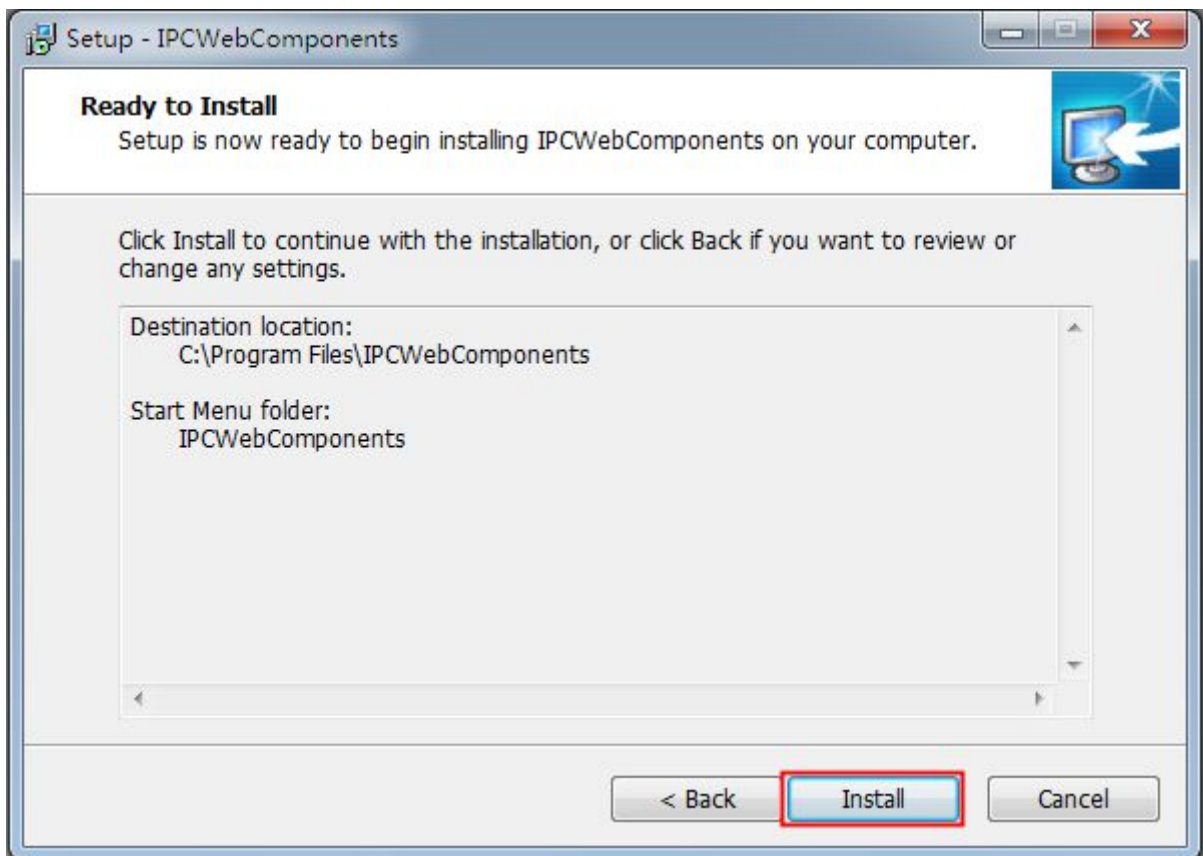 Setup - IPCWebComponents
Ready to Install
Setup is now ready to begin installing IPCWebComponents on your computer.
Click Install to continue with the installation, or click Back if you want to review or
change any settings.
Destination location:
C:\Program Files\IPCWebComponents
Start Menu folder:
IPCWebComponents
< Back
Install
Cancel